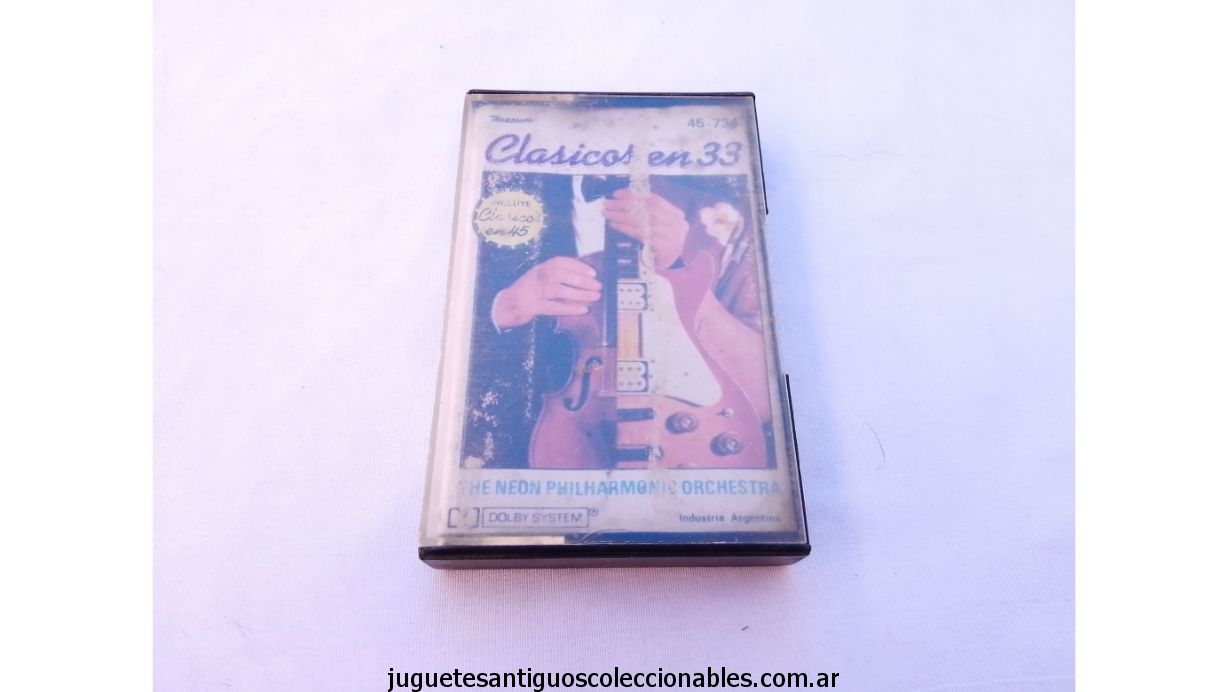 45-734
Clasicos en 33
INCLUYE
Clasicos
en 45
THE NEON PHILHARMONIC ORCHESTRA
DOLBY SYSTEM®
Industria Argentina
juguetesantiguoscoleccionables.com.ar